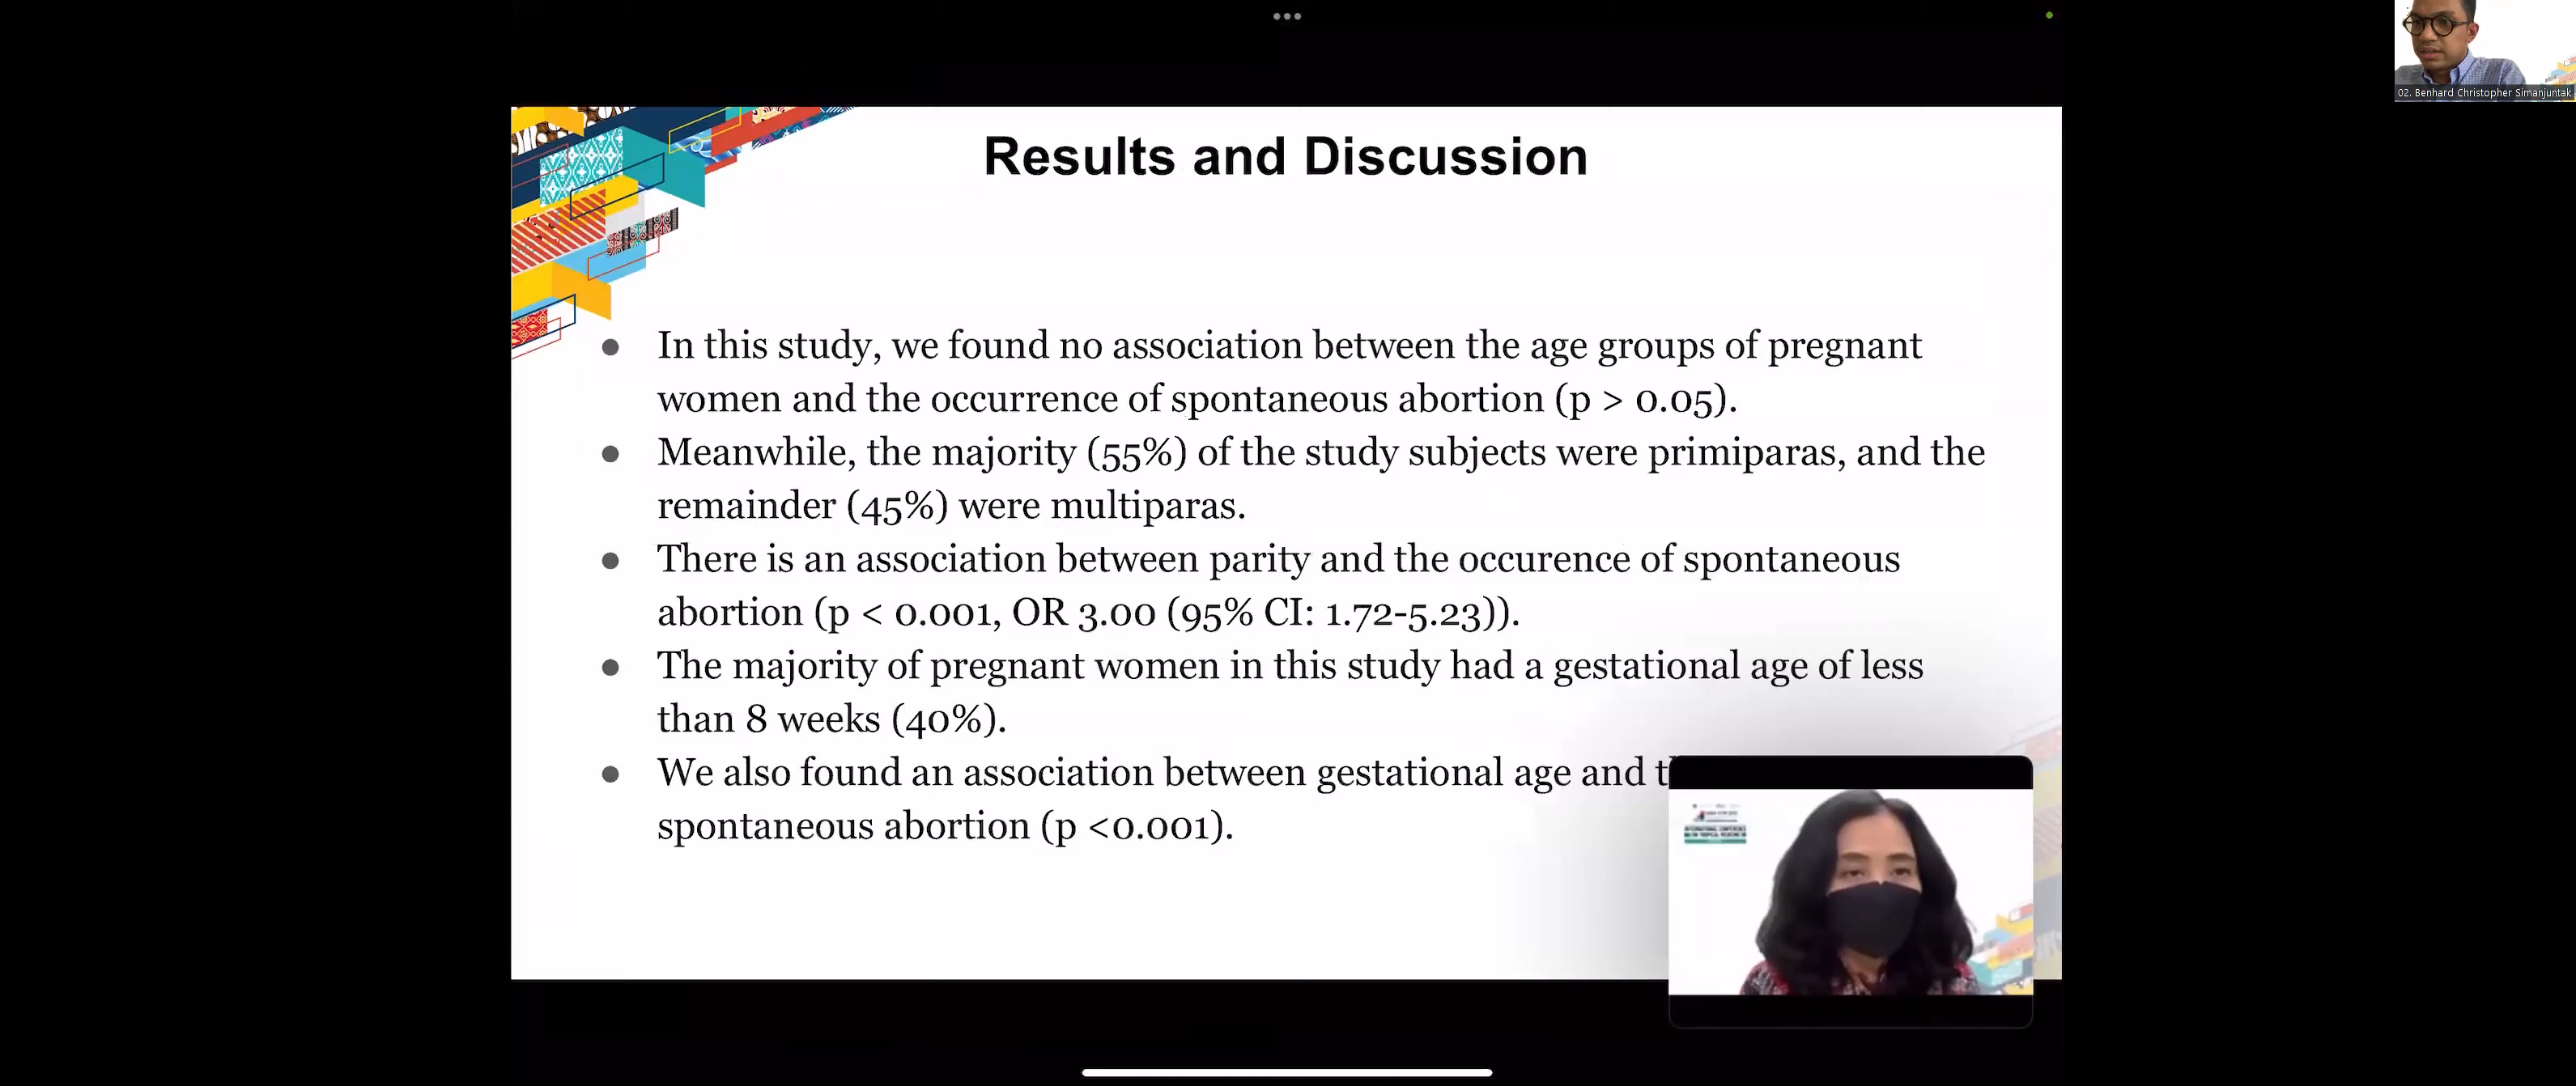 02. Benhard Christopher Simanjuntak
Results and Discussion
● In this study, we found no association between the age groups of pregnant
women and the occurrence of spontaneous abortion (p > 0.05).
● Meanwhile, the majority (55%) of the study subjects were primiparas, and the
remainder (45%) were multiparas.
● There is an association between parity and the occurence of spontaneous
abortion (p < 0.001, OR 3.00 (95% CI: 1.72-5.23)).
● The majority of pregnant women in this study had a gestational age of less
than 8 weeks (40%).
● We also found an association between gestational age and
spontaneous abortion (p <0.001).
INTERNATIONAL CONFERENCE
ON TROPICAL MEDICINE